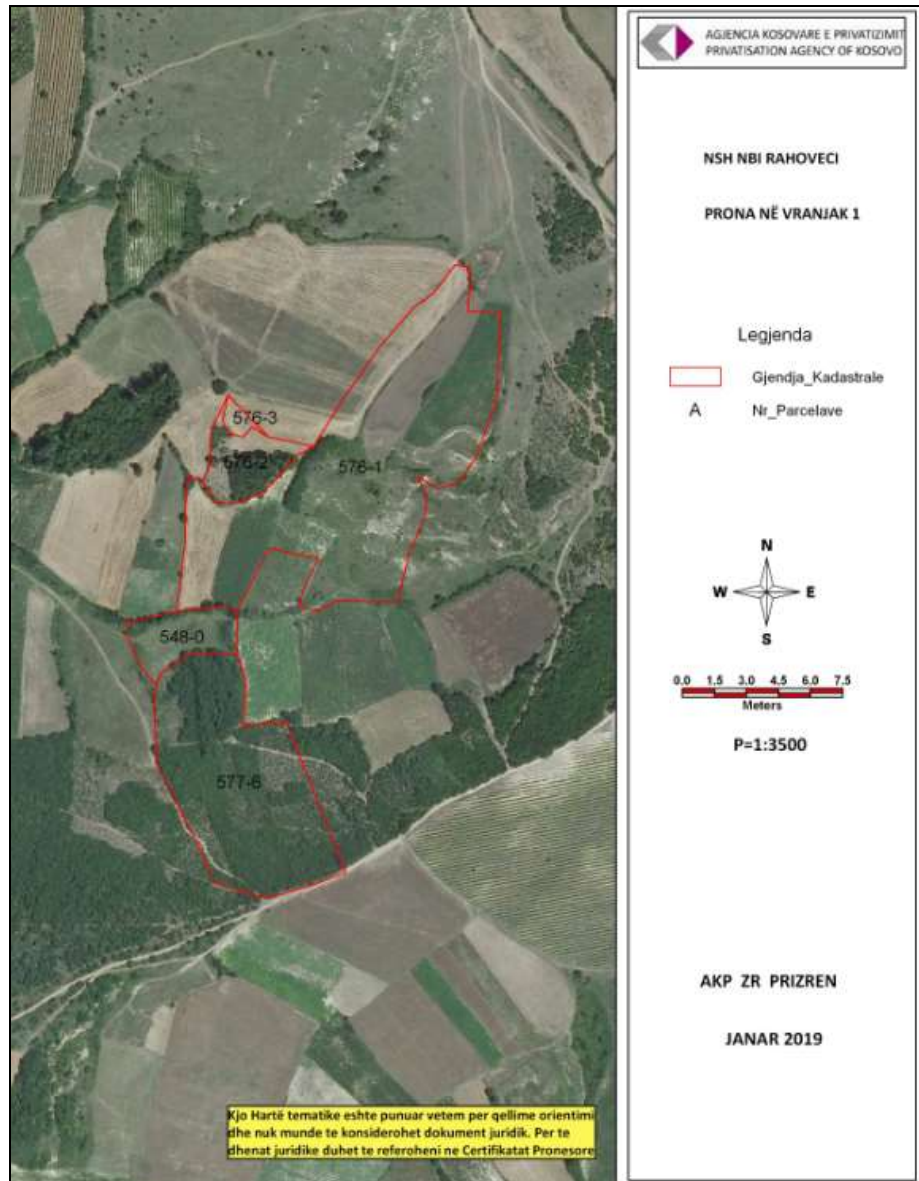 AGJENCIA KOSOVARE E PRIVATIZIMIT
PRIVATISATION AGENCY OF KOSOVO
NSH NBI RAHOVECI
PRONA NË VRANJAK 1
Legjenda
Gjendja_Kadastrale
A Nr_Parcelave
N
W E
S
0.0 1.5 3.0 4.5 6.0 7.5
Meters
P=1:3500
AKP ZR PRIZREN
JANAR 2019
576-3
576-2
576-1
548-0
577-6
Kjo Hartë tematike eshte punuar vetem per qellime orientimi
dhe nuk munde te konsiderohet dokument juridik. Per te
dhenat juridike duhet te referoheni ne Certifikatat Pronesore